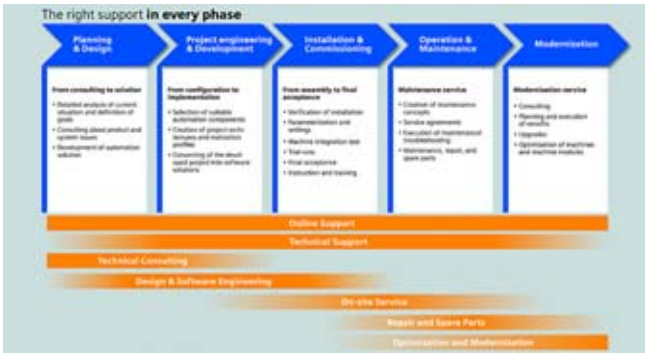 The right support in every phase
Planning
& Design
Project engineering
& Development
Installation &
Commissioning
Operation &
Maintenance
Modernization
From consulting to solution
• Detailed analysis of current
situation and definition of
goals
• Consulting about product and
system issues
• Development of automation
solution
From configuration to
implementation
• Selection of suitable
automation components
• Creation of project
and
profiles
• Converting of the
project into software
solutions
From assembly to final
acceptance
• Verification of installation
• Parameterization and
settings
• Machine integration test
• Trial runs
• Final acceptance
• Instruction and training
Maintenance service
• Creation of maintenance
concepts
• Service agreements
• Execution of maintenance/
troubleshooting
• Maintenance, repair, and
spare parts
Modernization service
• Consulting
• Planning and execution
of
• Upgrades
• Optimization of machines
and machine modules
Online Support
Technical Support
Technical Consulting
Design & Software Engineering
On-site Service
Repair and Spare Parts
Optimization and Modernization